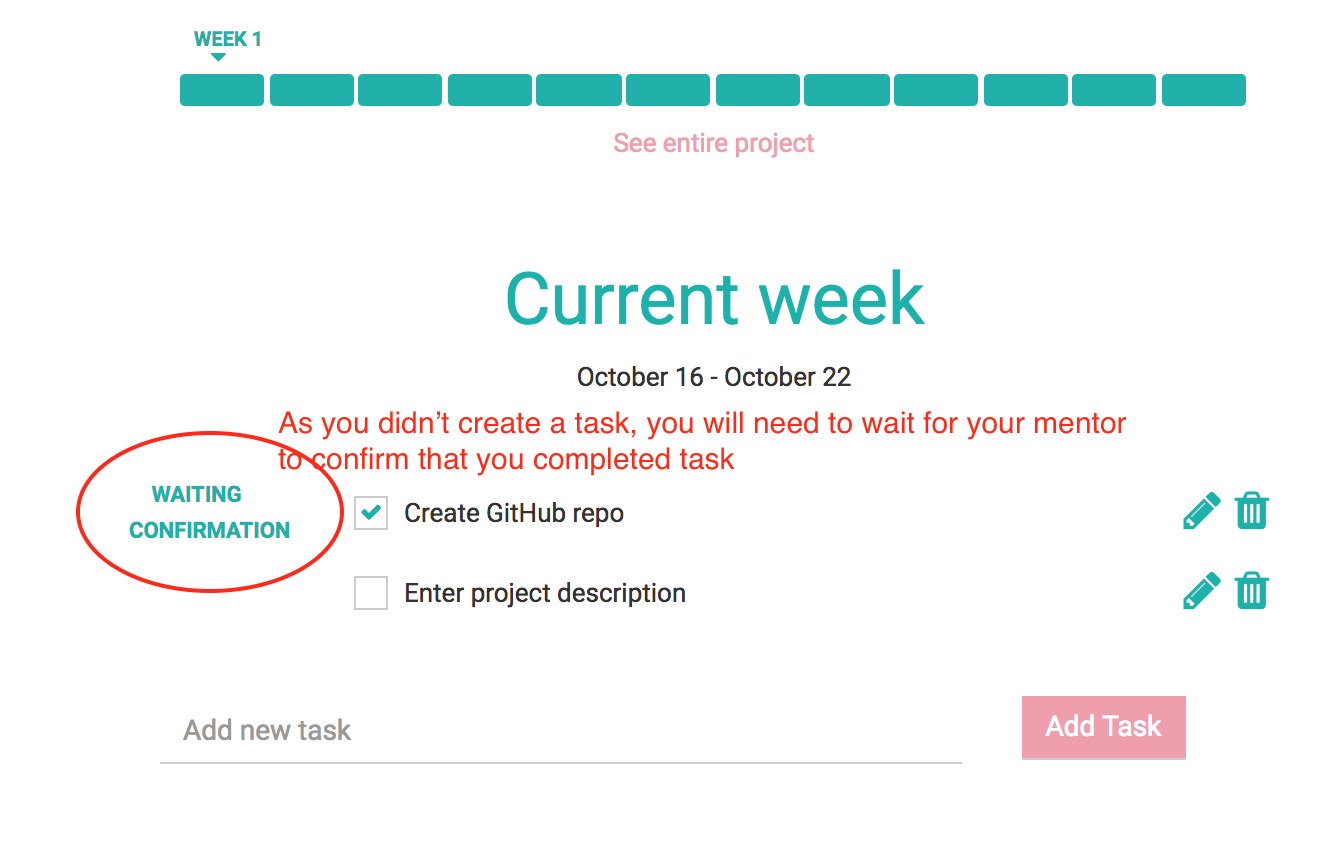 WEEK 1
See entire project
Current week
October 16 - October 22
As you didn’t create a task, you will need to wait for your mentor
to confirm that you completed task
WAITING
CONFIRMATION
Create GitHub repo
Enter project description
Add new task
Add Task